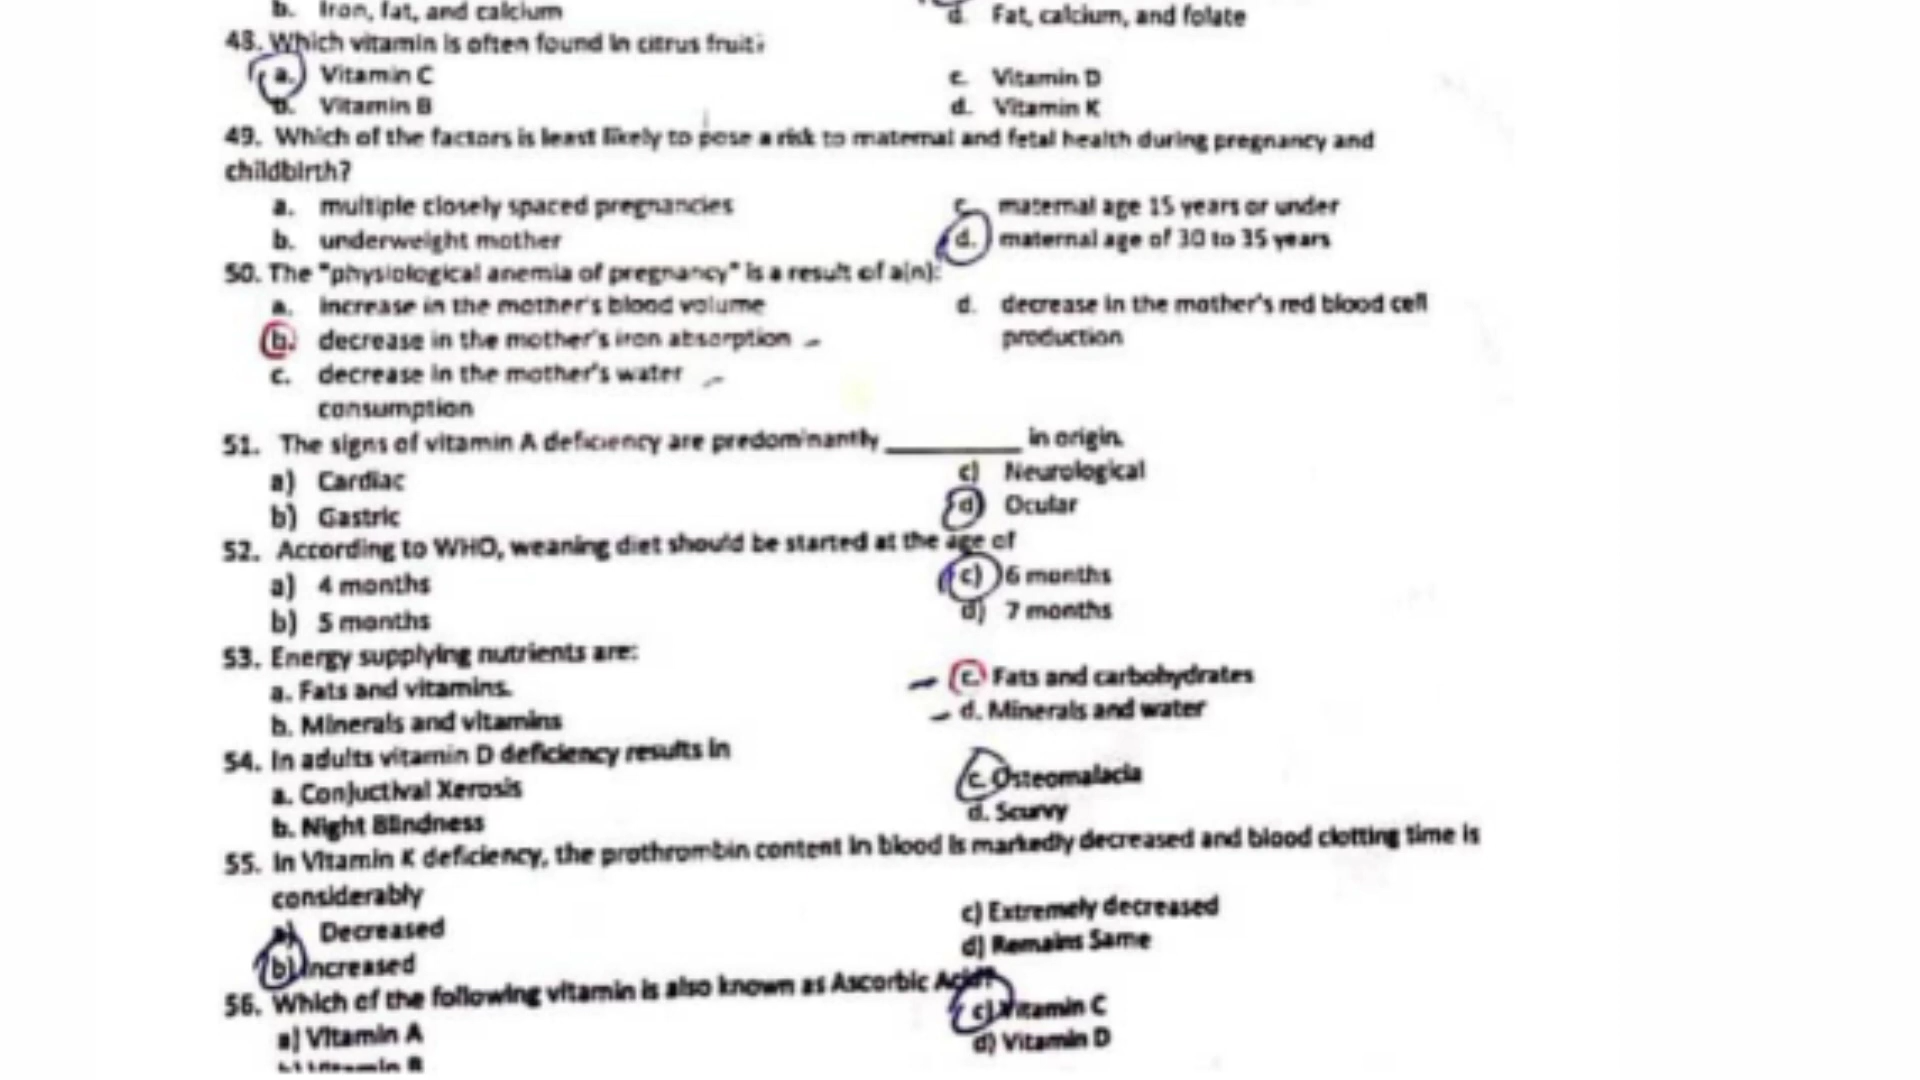 b. Iron, fat, and calcium
d. Fat, calcium, and folate
48. Which vitamin is often found in citrus fruit?
a. Vitamin C
c. Vitamin D
b. Vitamin B
d. Vitamin K
49. Which of the factors is least likely to pose a risk to maternal and fetal health during pregnancy and
childbirth?
a. multiple closely spaced pregnancies
c. maternal age 15 years or under
b. underweight mother
d. maternal age of 30 to 35 years
50. The "physiological anemia of pregnancy" is a result of a(n):
a. increase in the mother's blood volume
d. decrease in the mother's red blood cell
b. decrease in the mother's iron absorption
production
c. decrease in the mother's water
consumption
51. The signs of vitamin A deficiency are predominantly __________ in origin.
a) Cardiac
c) Neurological
b) Gastric
d) Ocular
52. According to WHO, weaning diet should be started at the age of
a) 4 months
c) 6 months
b) 5 months
d) 7 months
53. Energy supplying nutrients are:
a. Fats and vitamins.
c. Fats and carbohydrates
b. Minerals and vitamins
d. Minerals and water
54. In adults vitamin D deficiency results in
a. Conjuctival Xerosis
c. Osteomalacia
b. Night Blindness
d. Scurvy
55. In Vitamin K deficiency, the prothrombin content in blood is markedly decreased and blood clotting time is
considerably
a) Decreased
c) Extremely decreased
b) Increased
d) Remains Same
56. Which of the following vitamin is also known as Ascorbic Acid?
a) Vitamin A
c) Vitamin C
d) Vitamin D
b) Vitamin B